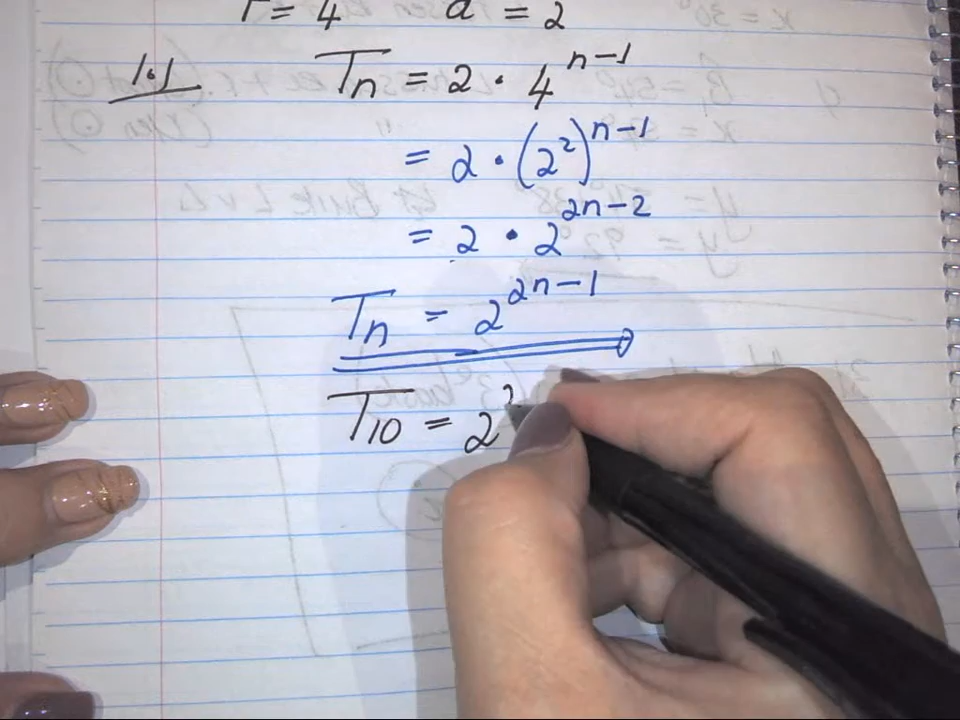 r = 4 a = 2
1.1 Tn = 2 · 4^{n-1}
= 2 · (2^2)^{n-1}
= 2 · 2^{2n-2}
Tn = 2^{2n-1}
T10 = 2^2